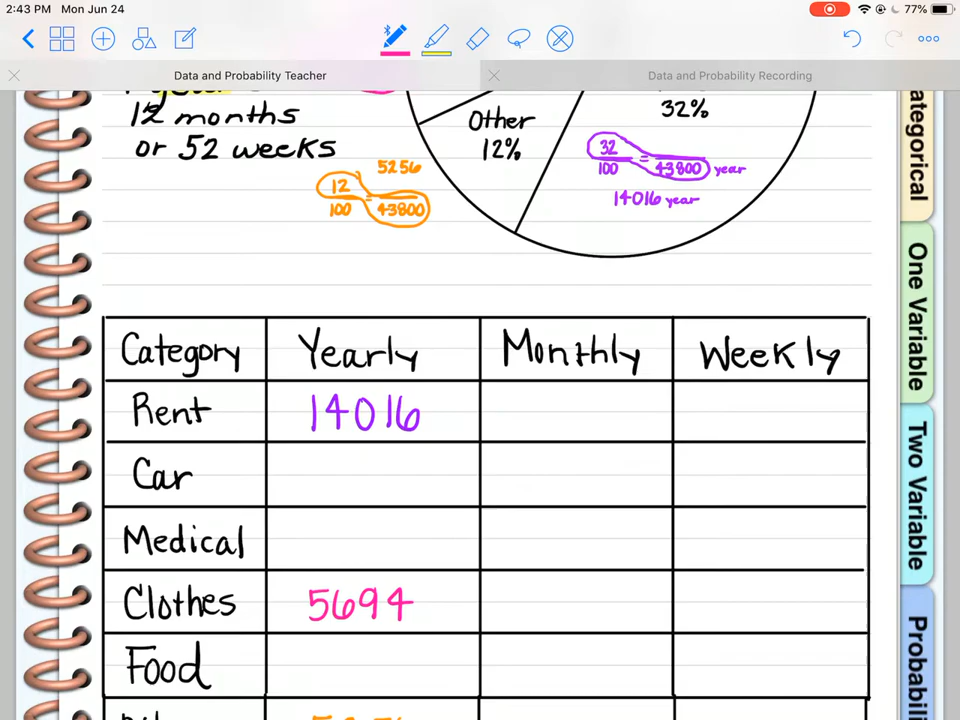 2:43 PM Mon Jun 24
77%
Data and Probability Teacher
Data and Probability Recording
12 months
or 52 weeks
Other
12%
32%
5256
12/100 = /43800
32/100 = /43800 year
14016 year
Category Yearly Monthly Weekly
Rent 14016
Car
Medical
Clothes 5694
Food
ategorical
One Variable
Two Variable
Probabili